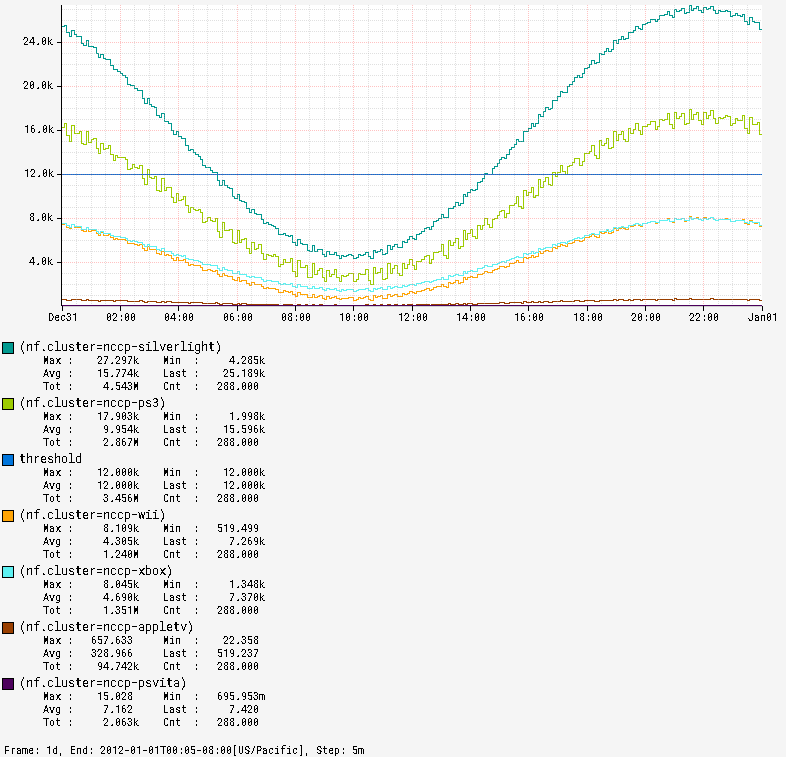 24.0k
20.0k
16.0k
12.0k
8.0k
4.0k
Dec31 02:00 04:00 06:00 08:00 10:00 12:00 14:00 16:00 18:00 20:00 22:00 Jan01
(nf.cluster=nccp-silverlight)
Max : 27.297k Min : 4.285k
Avg : 15.774k Last : 25.189k
Tot : 4.543M Cnt : 288.000
(nf.cluster=nccp-ps3)
Max : 17.903k Min : 1.998k
Avg : 9.954k Last : 15.596k
Tot : 2.867M Cnt : 288.000
threshold
Max : 12.000k Min : 12.000k
Avg : 12.000k Last : 12.000k
Tot : 3.456M Cnt : 288.000
(nf.cluster=nccp-wii)
Max : 8.109k Min : 519.499
Avg : 4.305k Last : 7.269k
Tot : 1.240M Cnt : 288.000
(nf.cluster=nccp-xbox)
Max : 8.045k Min : 1.348k
Avg : 4.690k Last : 7.370k
Tot : 1.351M Cnt : 288.000
(nf.cluster=nccp-appletv)
Max : 657.633 Min : 22.358
Avg : 328.966 Last : 519.237
Tot : 94.742k Cnt : 288.000
(nf.cluster=nccp-psvita)
Max : 15.028 Min : 695.953m
Avg : 7.162 Last : 7.420
Tot : 2.063k Cnt : 288.000
Frame: 1d, End: 2012-01-01T00:05-08:00[US/Pacific], Step: 5m